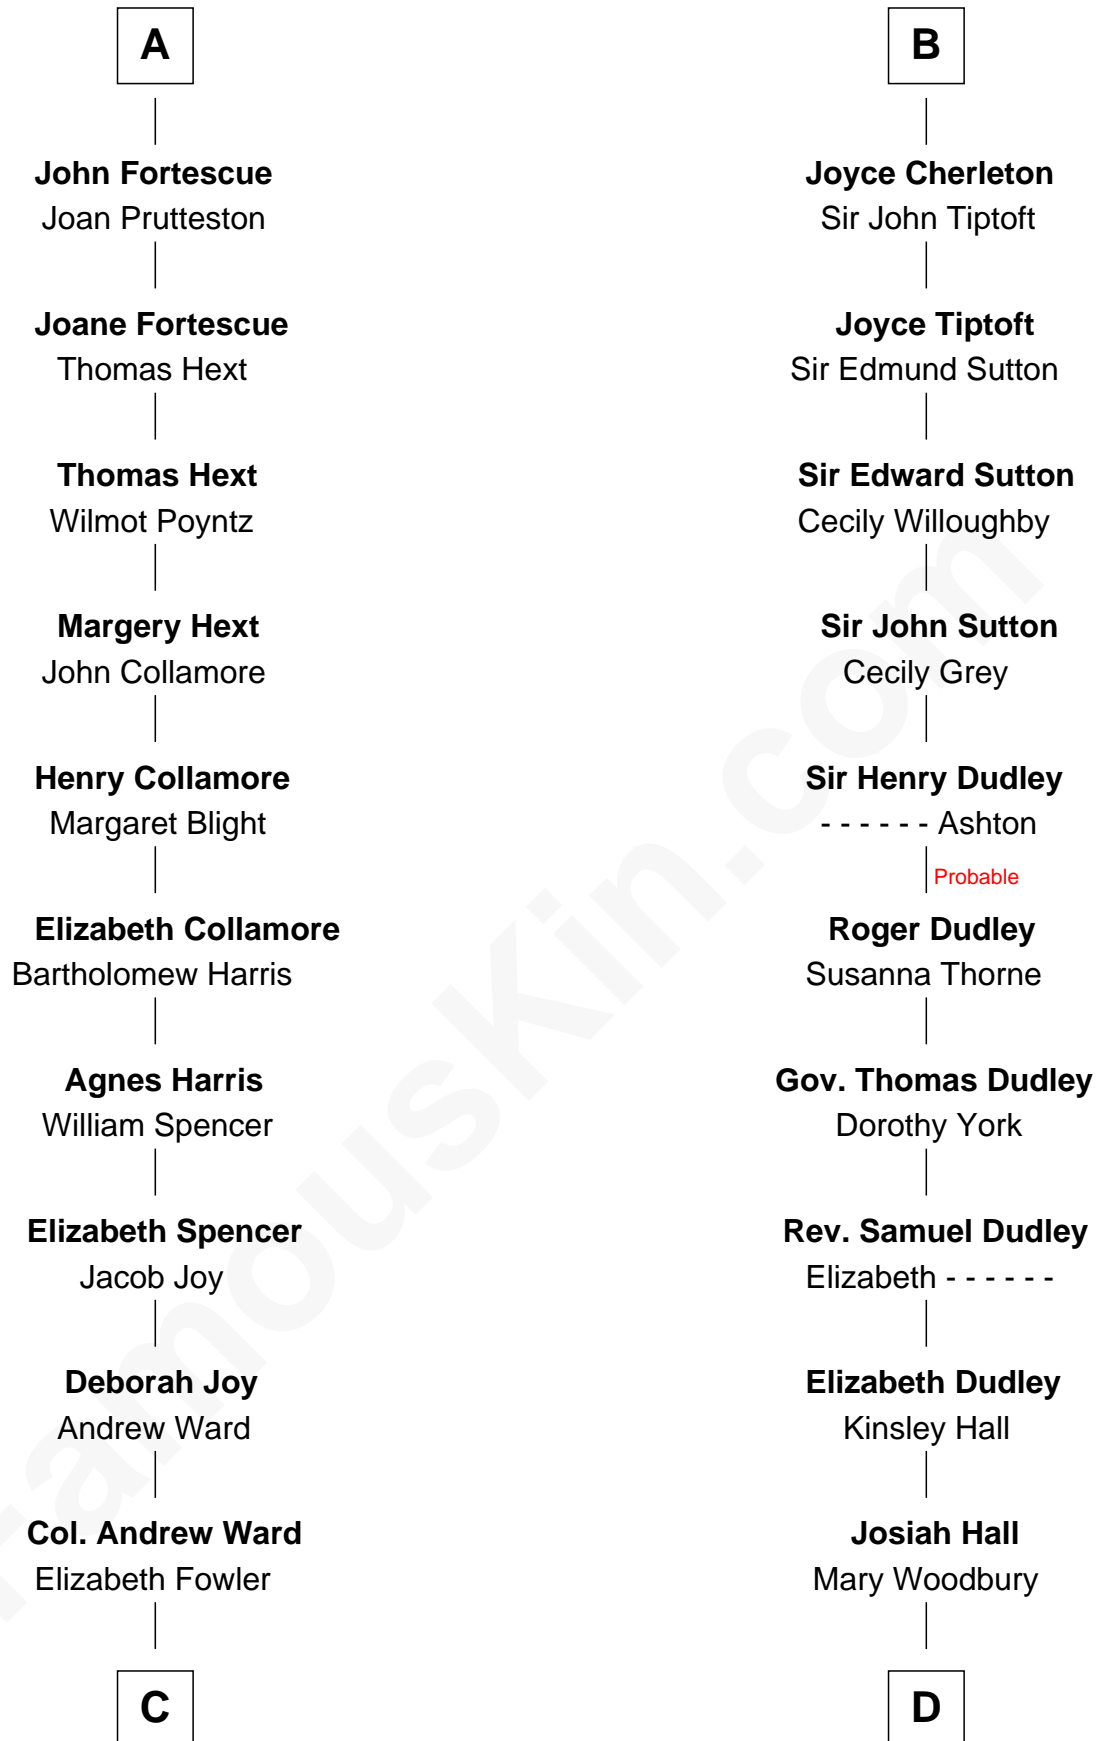 A
John Fortescue
Joan Prutteston
Joane Fortescue
Thomas Hext
Thomas Hext
Wilmot Poyntz
Margery Hext
John Collamore
Henry Collamore
Margaret Blight
Elizabeth Collamore
Bartholomew Harris
Agnes Harris
William Spencer
Elizabeth Spencer
Jacob Joy
Deborah Joy
Andrew Ward
Col. Andrew Ward
Elizabeth Fowler
C
B
Joyce Cherleton
Sir John Tiptoft
Joyce Tiptoft
Sir Edmund Sutton
Sir Edward Sutton
Cecily Willoughby
Sir John Sutton
Cecily Grey
Sir Henry Dudley
- - - - - - Ashton
Probable
Roger Dudley
Susanna Thorne
Gov. Thomas Dudley
Dorothy York
Rev. Samuel Dudley
Elizabeth - - - - - -
Elizabeth Dudley
Kinsley Hall
Josiah Hall
Mary Woodbury
D
FamousKin.com